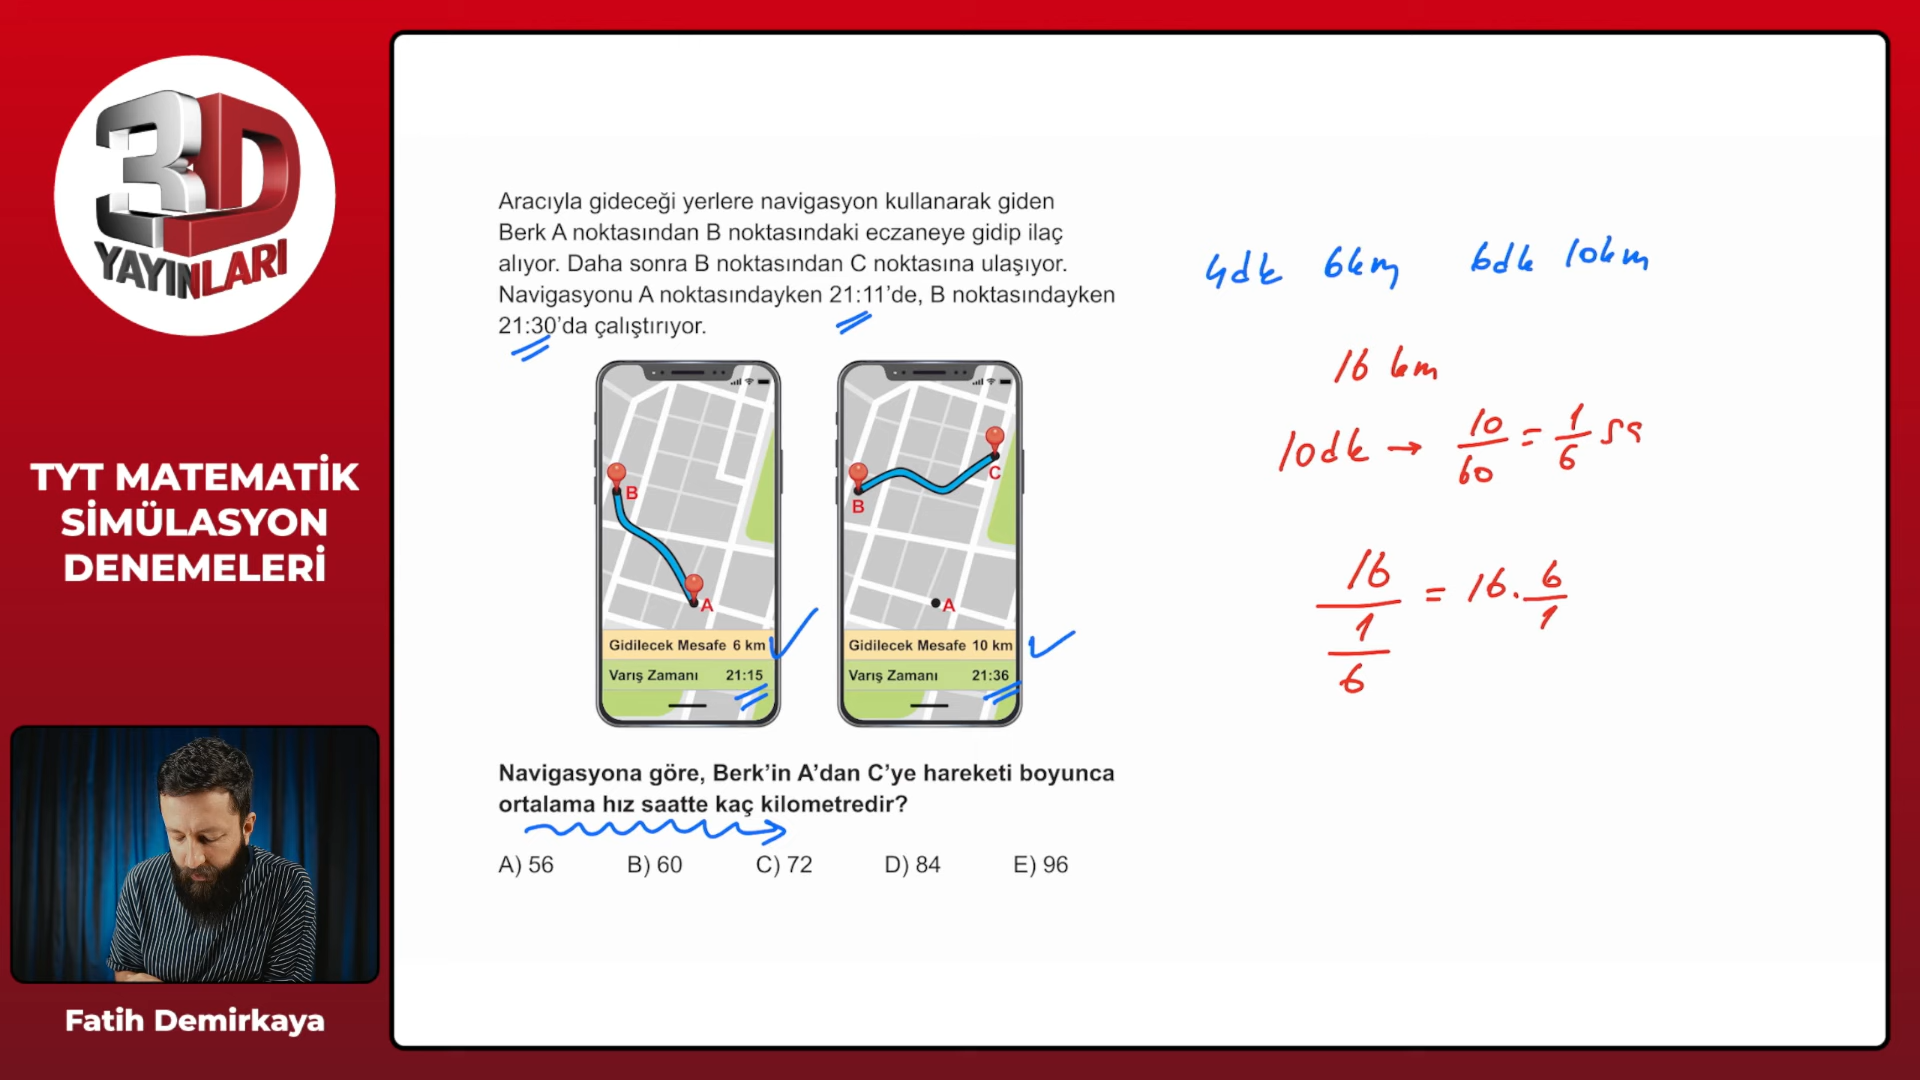 3D
YAYINLARI
TYT MATEMATİK
SİMÜLASYON
DENEMELERİ
Fatih Demirkaya
Aracıyla gideceği yerlere navigasyon kullanarak giden
Berk A noktasından B noktasındaki eczaneye gidip ilaç
alıyor. Daha sonra B noktasından C noktasına ulaşıyor.
Navigasyonu A noktasındayken 21:11’de, B noktasındayken
21:30’da çalıştırıyor.
B
A
Gidilecek Mesafe 6 km
Varış Zamanı 21:15
B
C
A
Gidilecek Mesafe 10 km
Varış Zamanı 21:36
Navigasyona göre, Berk’in A’dan C’ye hareketi boyunca
ortalama hız saatte kaç kilometredir?
A) 56 B) 60 C) 72 D) 84 E) 96
4dk 6km 6dk 10km
16 km
10dk → 10/60 = 1/6 sa
16/(1/6) = 16 . 6/1